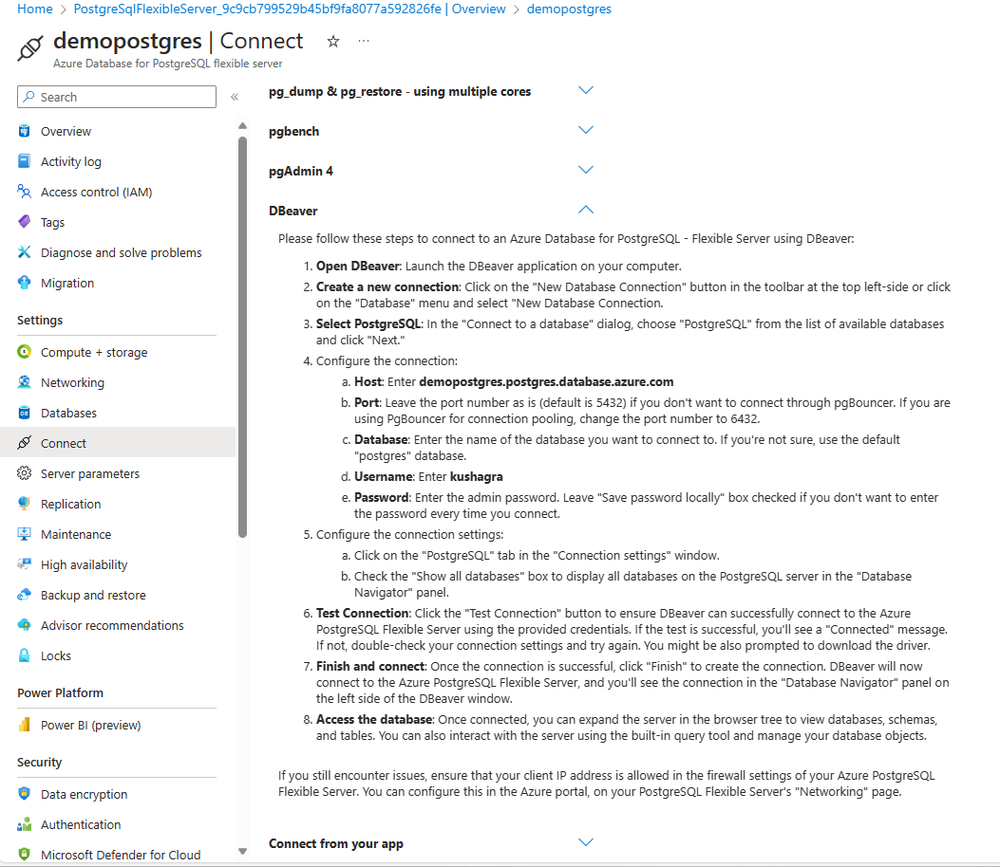 Home > PostgreSqlFlexibleServer_9c9cb799529b45bf9fa8077a592826fe | Overview > demopostgres
demopostgres | Connect
Azure Database for PostgreSQL flexible server
Search
Overview
Activity log
Access control (IAM)
Tags
Diagnose and solve problems
Migration
Settings
Compute + storage
Networking
Databases
Connect
Server parameters
Replication
Maintenance
High availability
Backup and restore
Advisor recommendations
Locks
Power Platform
Power BI (preview)
Security
Data encryption
Authentication
Microsoft Defender for Cloud
pg_dump & pg_restore - using multiple cores
pgbench
pgAdmin 4
DBeaver
Please follow these steps to connect to an Azure Database for PostgreSQL - Flexible Server using DBeaver:
1. Open DBeaver: Launch the DBeaver application on your computer.
2. Create a new connection: Click on the "New Database Connection" button in the toolbar at the top left-side or click
on the "Database" menu and select "New Database Connection.
3. Select PostgreSQL: In the "Connect to a database" dialog, choose "PostgreSQL" from the list of available databases
and click "Next."
4. Configure the connection:
a. Host: Enter demopostgres.postgres.database.azure.com
b. Port: Leave the port number as is (default is 5432) if you don't want to connect through pgBouncer. If you are
using PgBouncer for connection pooling, change the port number to 6432.
c. Database: Enter the name of the database you want to connect to. If you're not sure, use the default
"postgres" database.
d. Username: Enter kushagra
e. Password: Enter the admin password. Leave "Save password locally" box checked if you don't want to enter
the password every time you connect.
5. Configure the connection settings:
a. Click on the "PostgreSQL" tab in the "Connection settings" window.
b. Check the "Show all databases" box to display all databases on the PostgreSQL server in the "Database
Navigator" panel.
6. Test Connection: Click the "Test Connection" button to ensure DBeaver can successfully connect to the Azure
PostgreSQL Flexible Server using the provided credentials. If the test is successful, you'll see a "Connected" message.
If not, double-check your connection settings and try again. You might be also prompted to download the driver.
7. Finish and connect: Once the connection is successful, click "Finish" to create the connection. DBeaver will now
connect to the Azure PostgreSQL Flexible Server, and you'll see the connection in the "Database Navigator" panel on
the left side of the DBeaver window.
8. Access the database: Once connected, you can expand the server in the browser tree to view databases, schemas,
and tables. You can also interact with the server using the built-in query tool and manage your database objects.
If you still encounter issues, ensure that your client IP address is allowed in the firewall settings of your Azure PostgreSQL
Flexible Server. You can configure this in the Azure portal, on your PostgreSQL Flexible Server's "Networking" page.
Connect from your app